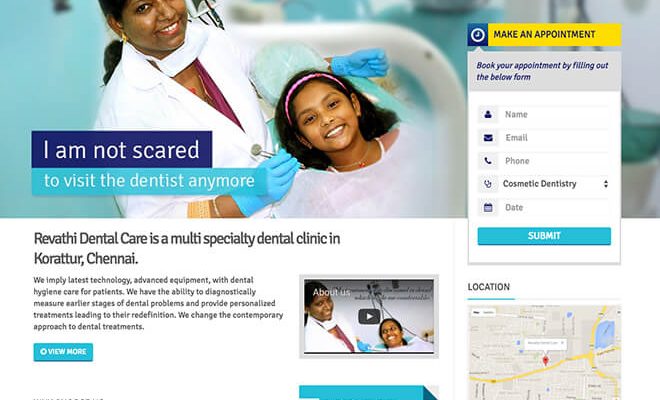 I am not scared
to visit the dentist anymore
MAKE AN APPOINTMENT
Book your appointment by filling out
the below form
Name
Email
Phone
Cosmetic Dentistry
Date
SUBMIT
Revathi Dental Care is a multi specialty dental clinic in
Korattur, Chennai.
We imply latest technology, advanced equipment, with dental
hygiene care for patients. We have the ability to diagnostically
measure earlier stages of dental problems and provide personalized
treatments leading to their redefinition. We change the contemporary
approach to dental treatments.
VIEW MORE
About us
LOCATION
Revathi Dental Care